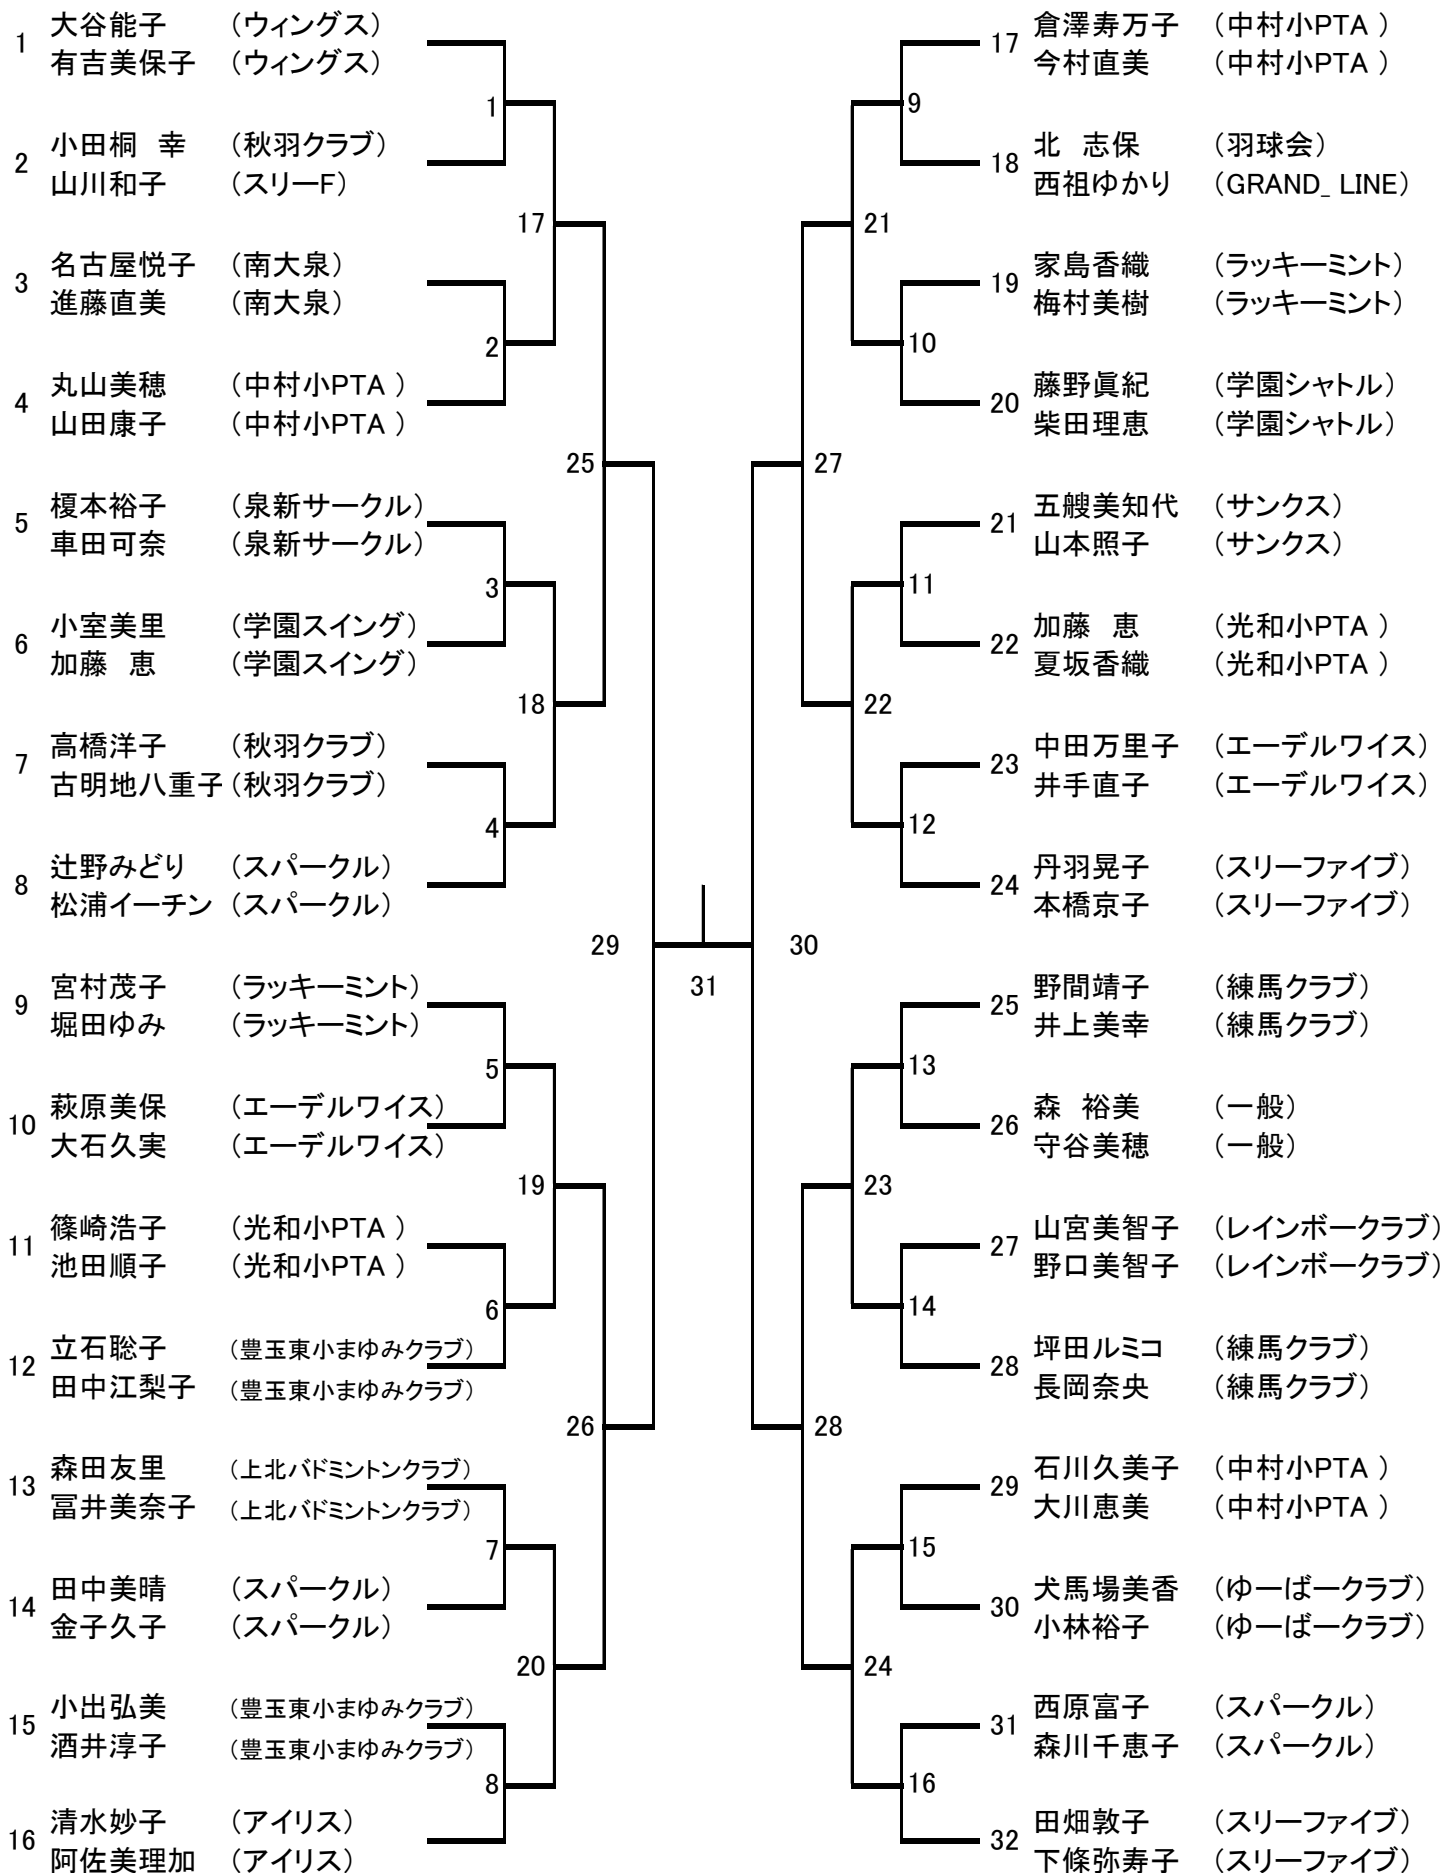 1 大谷能子 （ウィングス）
有吉美保子 （ウィングス）
1
2 小田桐 幸 （秋羽クラブ）
山川和子 （スリーF）
17
3 名古屋悦子 （南大泉）
進藤直美 （南大泉）
2
4 丸山美穂 （中村小PTA ）
山田康子 （中村小PTA ）
25
5 榎本裕子 （泉新サークル）
車田可奈 （泉新サークル）
3
6 小室美里 （学園スイング）
加藤 恵 （学園スイング）
18
7 高橋洋子 （秋羽クラブ）
古明地八重子 （秋羽クラブ）
4
8 辻野みどり （スパークル）
松浦イーチン （スパークル）
29
9 宮村茂子 （ラッキーミント）
堀田ゆみ （ラッキーミント）
5
10 萩原美保 （エーデルワイス）
大石久実 （エーデルワイス）
19
11 篠崎浩子 （光和小PTA ）
池田順子 （光和小PTA ）
6
12 立石聡子 （豊玉東小まゆみクラブ）
田中江梨子 （豊玉東小まゆみクラブ）
26
13 森田友里 （上北バドミントンクラブ）
冨井美奈子 （上北バドミントンクラブ）
7
14 田中美晴 （スパークル）
金子久子 （スパークル）
20
15 小出弘美 （豊玉東小まゆみクラブ）
酒井淳子 （豊玉東小まゆみクラブ）
8
16 清水妙子 （アイリス）
阿佐美理加 （アイリス）
31
17 倉澤寿万子 （中村小PTA ）
今村直美 （中村小PTA ）
9
18 北 志保 （羽球会）
西祖ゆかり （GRAND_ LINE）
21
19 家島香織 （ラッキーミント）
梅村美樹 （ラッキーミント）
10
20 藤野眞紀 （学園シャトル）
柴田理恵 （学園シャトル）
27
21 五艘美知代 （サンクス）
山本照子 （サンクス）
11
22 加藤 恵 （光和小PTA ）
夏坂香織 （光和小PTA ）
22
23 中田万里子 （エーデルワイス）
井手直子 （エーデルワイス）
12
24 丹羽晃子 （スリーファイブ）
本橋京子 （スリーファイブ）
30
25 野間靖子 （練馬クラブ）
井上美幸 （練馬クラブ）
13
26 森 裕美 （一般）
守谷美穂 （一般）
23
27 山宮美智子 （レインボークラブ）
野口美智子 （レインボークラブ）
14
28 坪田ルミコ （練馬クラブ）
長岡奈央 （練馬クラブ）
28
29 石川久美子 （中村小PTA ）
大川恵美 （中村小PTA ）
15
30 犬馬場美香 （ゆーばークラブ）
小林裕子 （ゆーばークラブ）
24
31 西原富子 （スパークル）
森川千恵子 （スパークル）
16
32 田畑敦子 （スリーファイブ）
下條弥寿子 （スリーファイブ）